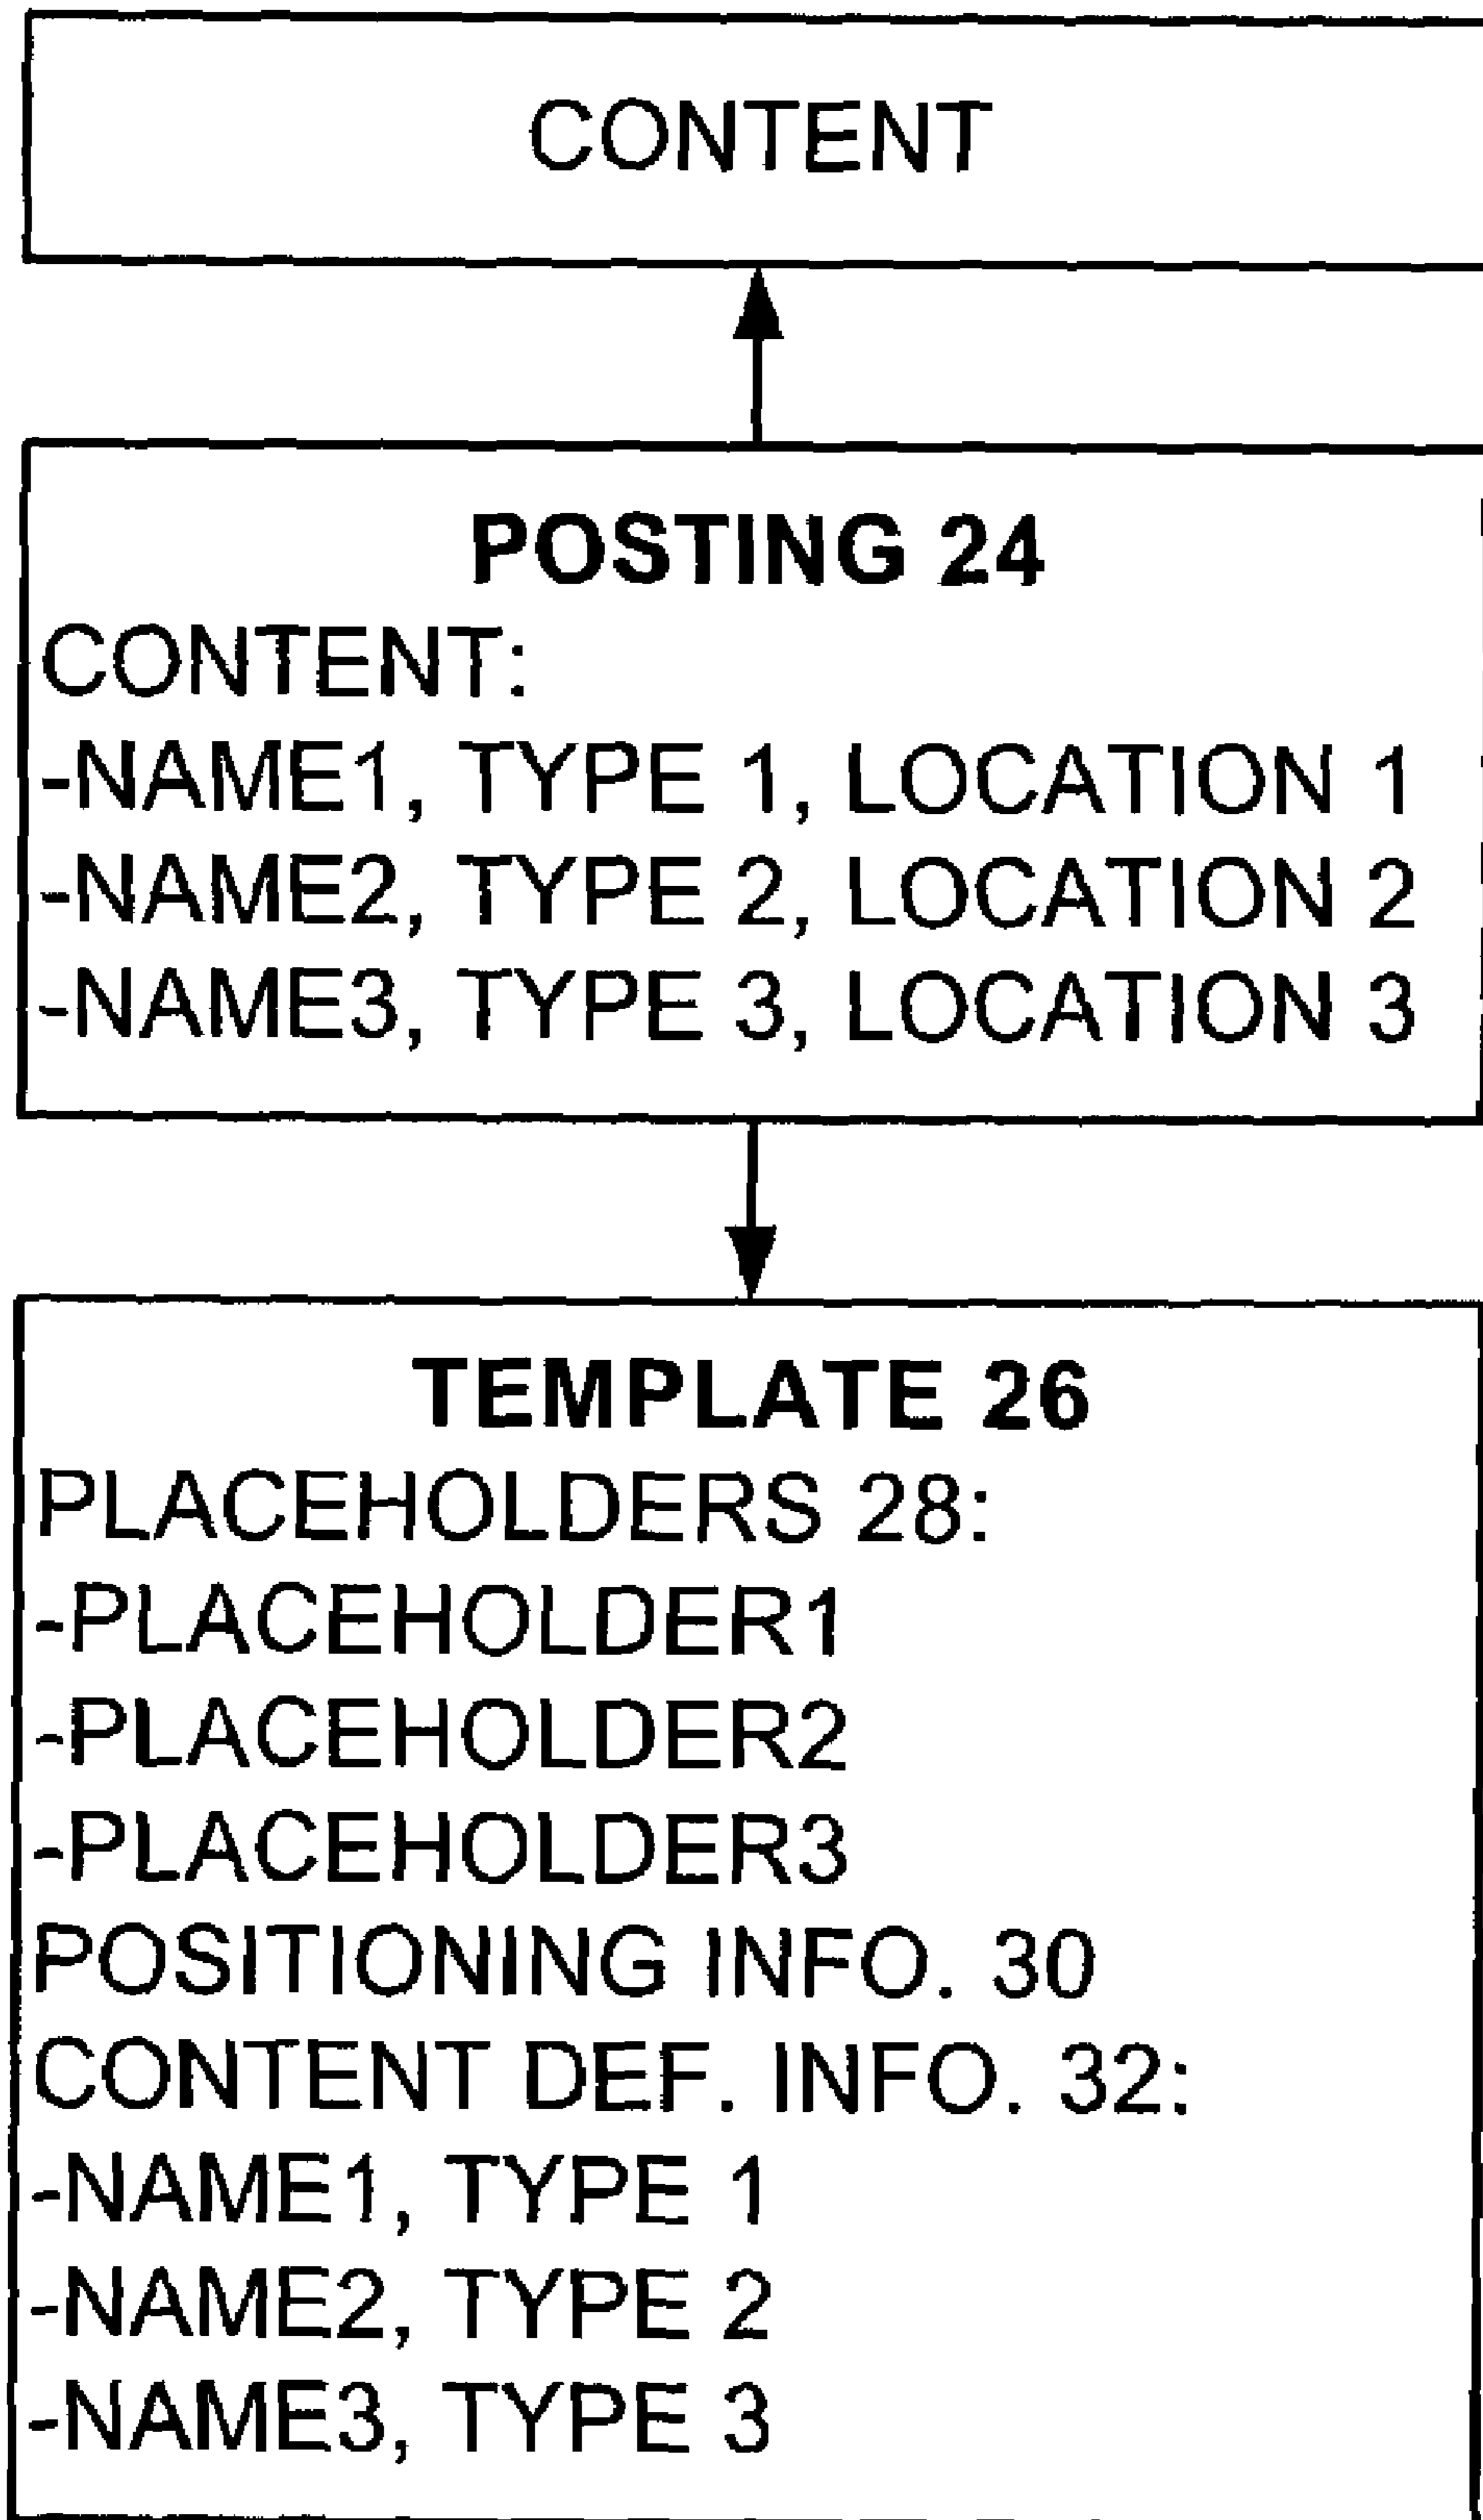 CONTENT
POSTING 24
CONTENT:
-NAME1, TYPE 1, LOCATION 1
-NAME2, TYPE 2, LOCATION 2
-NAME3, TYPE 3, LOCATION 3
TEMPLATE 26
PLACEHOLDERS 28:
-PLACEHOLDER1
-PLACEHOLDER2
-PLACEHOLDER3
POSITIONING INFO. 30
CONTENT DEF. INFO. 32:
-NAME1, TYPE 1
-NAME2, TYPE 2
-NAME3, TYPE 3